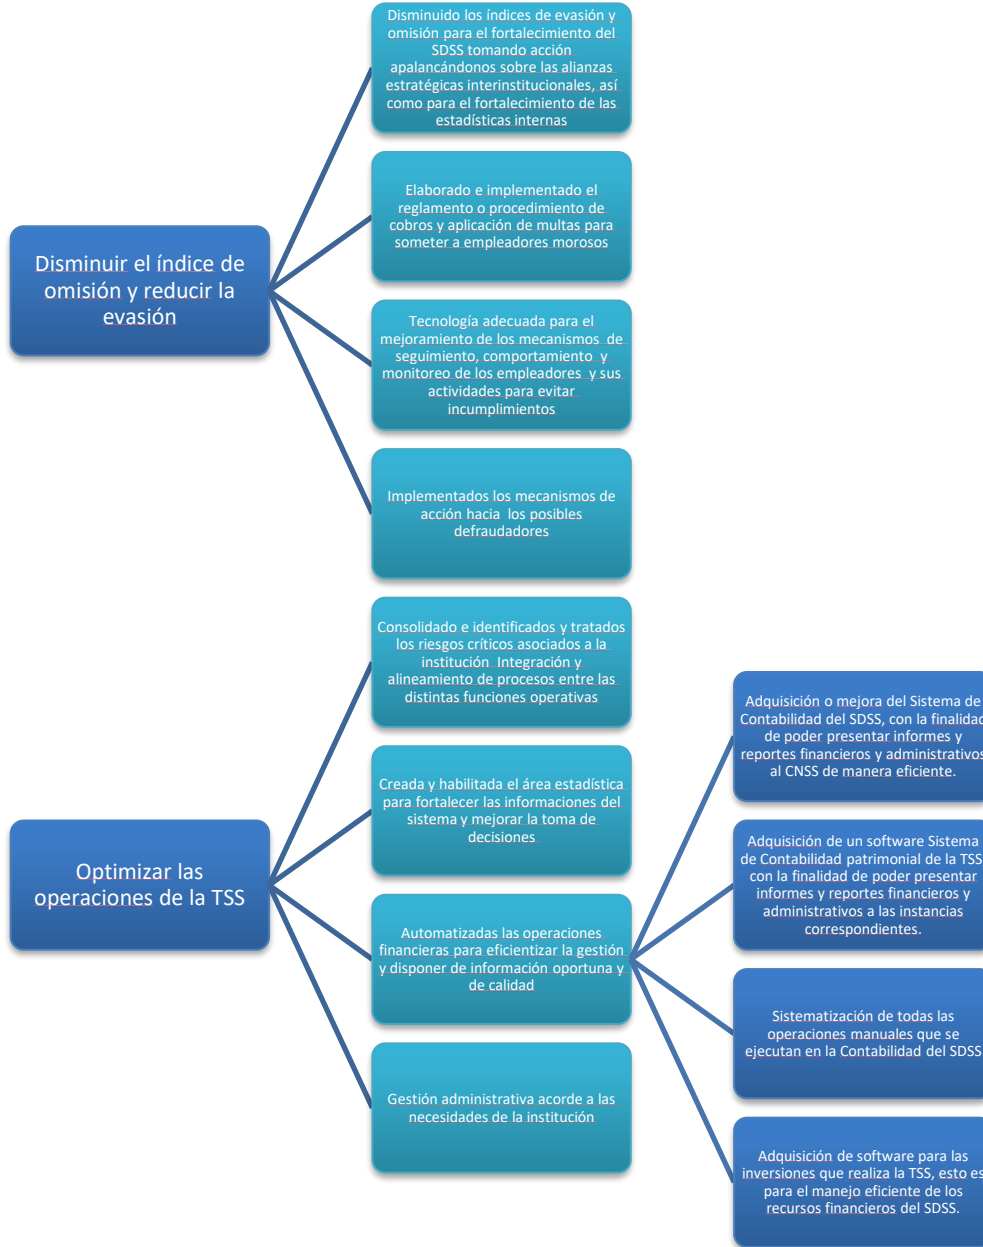 Disminuir el índice de
omisión y reducir la
evasión
Disminuido los índices de evasión y
omisión para el fortalecimiento del
SDSS tomando acción
apalancándonos sobre las alianzas
estratégicas interinstitucionales, así
como para el fortalecimiento de las
estadísticas internas
Elaborado e implementado el
reglamento o procedimiento de
cobros y aplicación de multas para
someter a empleadores morosos
Tecnología adecuada para el
mejoramiento de los mecanismos de
seguimiento, comportamiento y
monitoreo de los empleadores y sus
actividades para evitar
incumplimientos
Implementados los mecanismos de
acción hacia los posibles
defraudadores
Optimizar las
operaciones de la TSS
Consolidado e identificados y tratados
los riesgos críticos asociados a la
institución Integración y
alineamiento de procesos entre las
distintas funciones operativas
Creada y habilitada el área estadística
para fortalecer las informaciones del
sistema y mejorar la toma de
decisiones
Automatizadas las operaciones
financieras para eficientizar la gestión
y disponer de información oportuna y
de calidad
Adquisición o mejora del Sistema de
Contabilidad del SDSS, con la finalidad
de poder presentar informes y
reportes financieros y administrativos
al CNSS de manera eficiente.
Adquisición de un software Sistema
de Contabilidad patrimonial de la TSS
con la finalidad de poder presentar
informes y reportes financieros y
administrativos a las instancias
correspondientes.
Sistematización de todas las
operaciones manuales que se
ejecutan en la Contabilidad del SDSS
Adquisición de software para las
inversiones que realiza la TSS, esto es
para el manejo eficiente de los
recursos financieros del SDSS.
Gestión administrativa acorde a las
necesidades de la institución